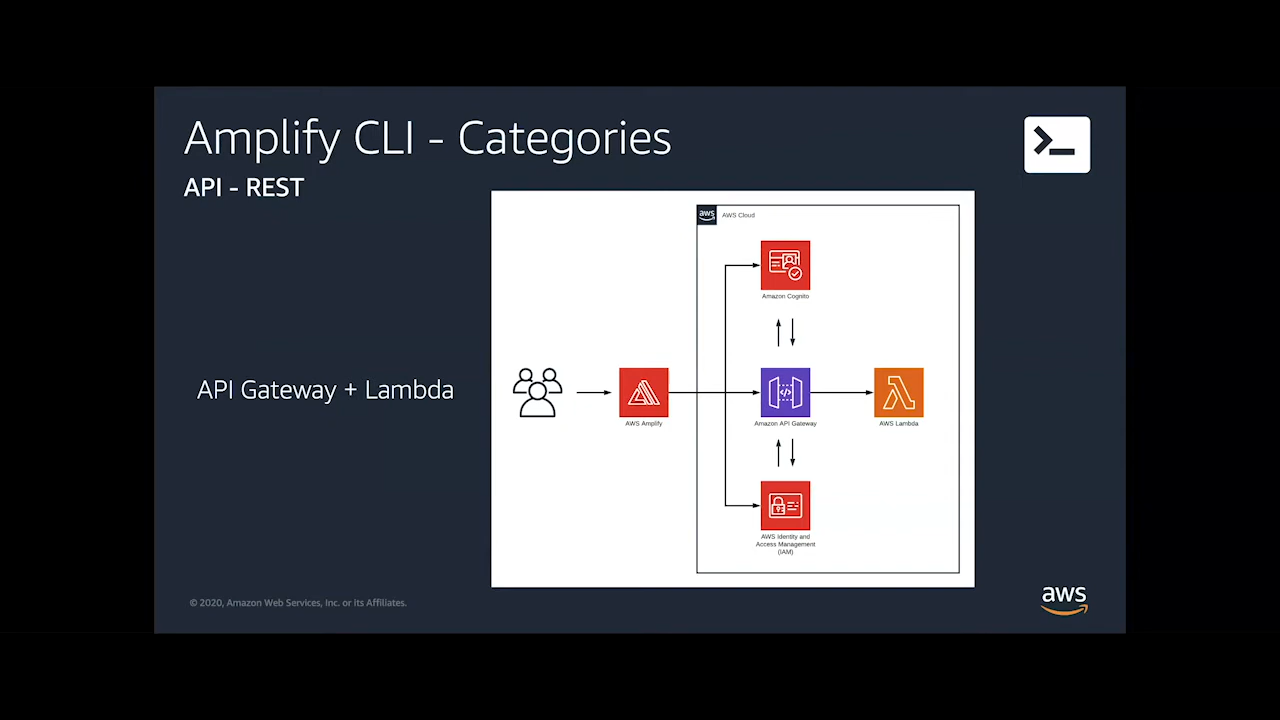 Amplify CLI - Categories
API - REST
aws
AWS Cloud
Amazon Cognito
API Gateway + Lambda
AWS Amplify
Amazon API Gateway
AWS Lambda
AWS Identity and
Access Management
(IAM)
© 2020, Amazon Web Services, Inc. or its Affiliates.
aws